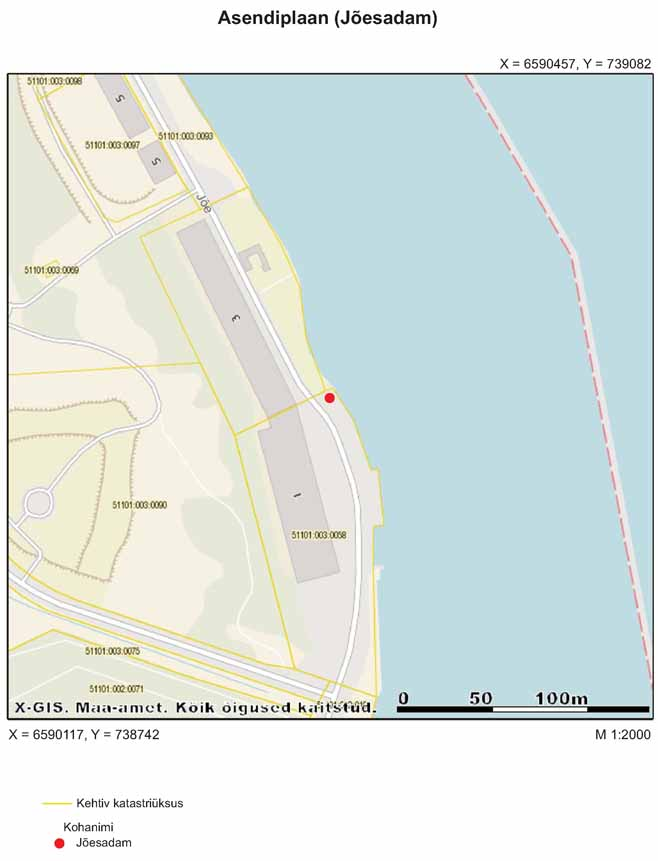 Asendiplaan (Jõesadam)
X = 6590457, Y = 739082
51101:003:0098
5
51101:003:0093
51101:003:0097
5
Jõe
51101:003:0069
3
1
51101:003:0090
51101:003:0058
51101:003:0075
51101:002:0071
X-GIS. Maa-amet. Kõik õigused kaitstud.
0 50 100m
X = 6590117, Y = 738742
M 1:2000
Kehtiv katastriüksus
Kohanimi
Jõesadam